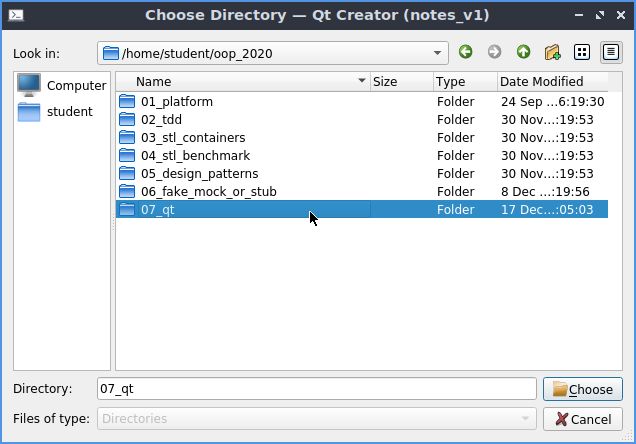 Choose Directory — Qt Creator (notes_v1)
Look in: /home/student/oop_2020
Computer
student
Name Size Type Date Modified
01_platform Folder 24 Sep ...6:19:30
02_tdd Folder 30 Nov...:19:53
03_stl_containers Folder 30 Nov...:19:53
04_stl_benchmark Folder 30 Nov...:19:53
05_design_patterns Folder 30 Nov...:19:53
06_fake_mock_or_stub Folder 8 Dec ...:19:56
07_qt Folder 17 Dec...:05:03
Directory: 07_qt Choose
Files of type: Directories Cancel